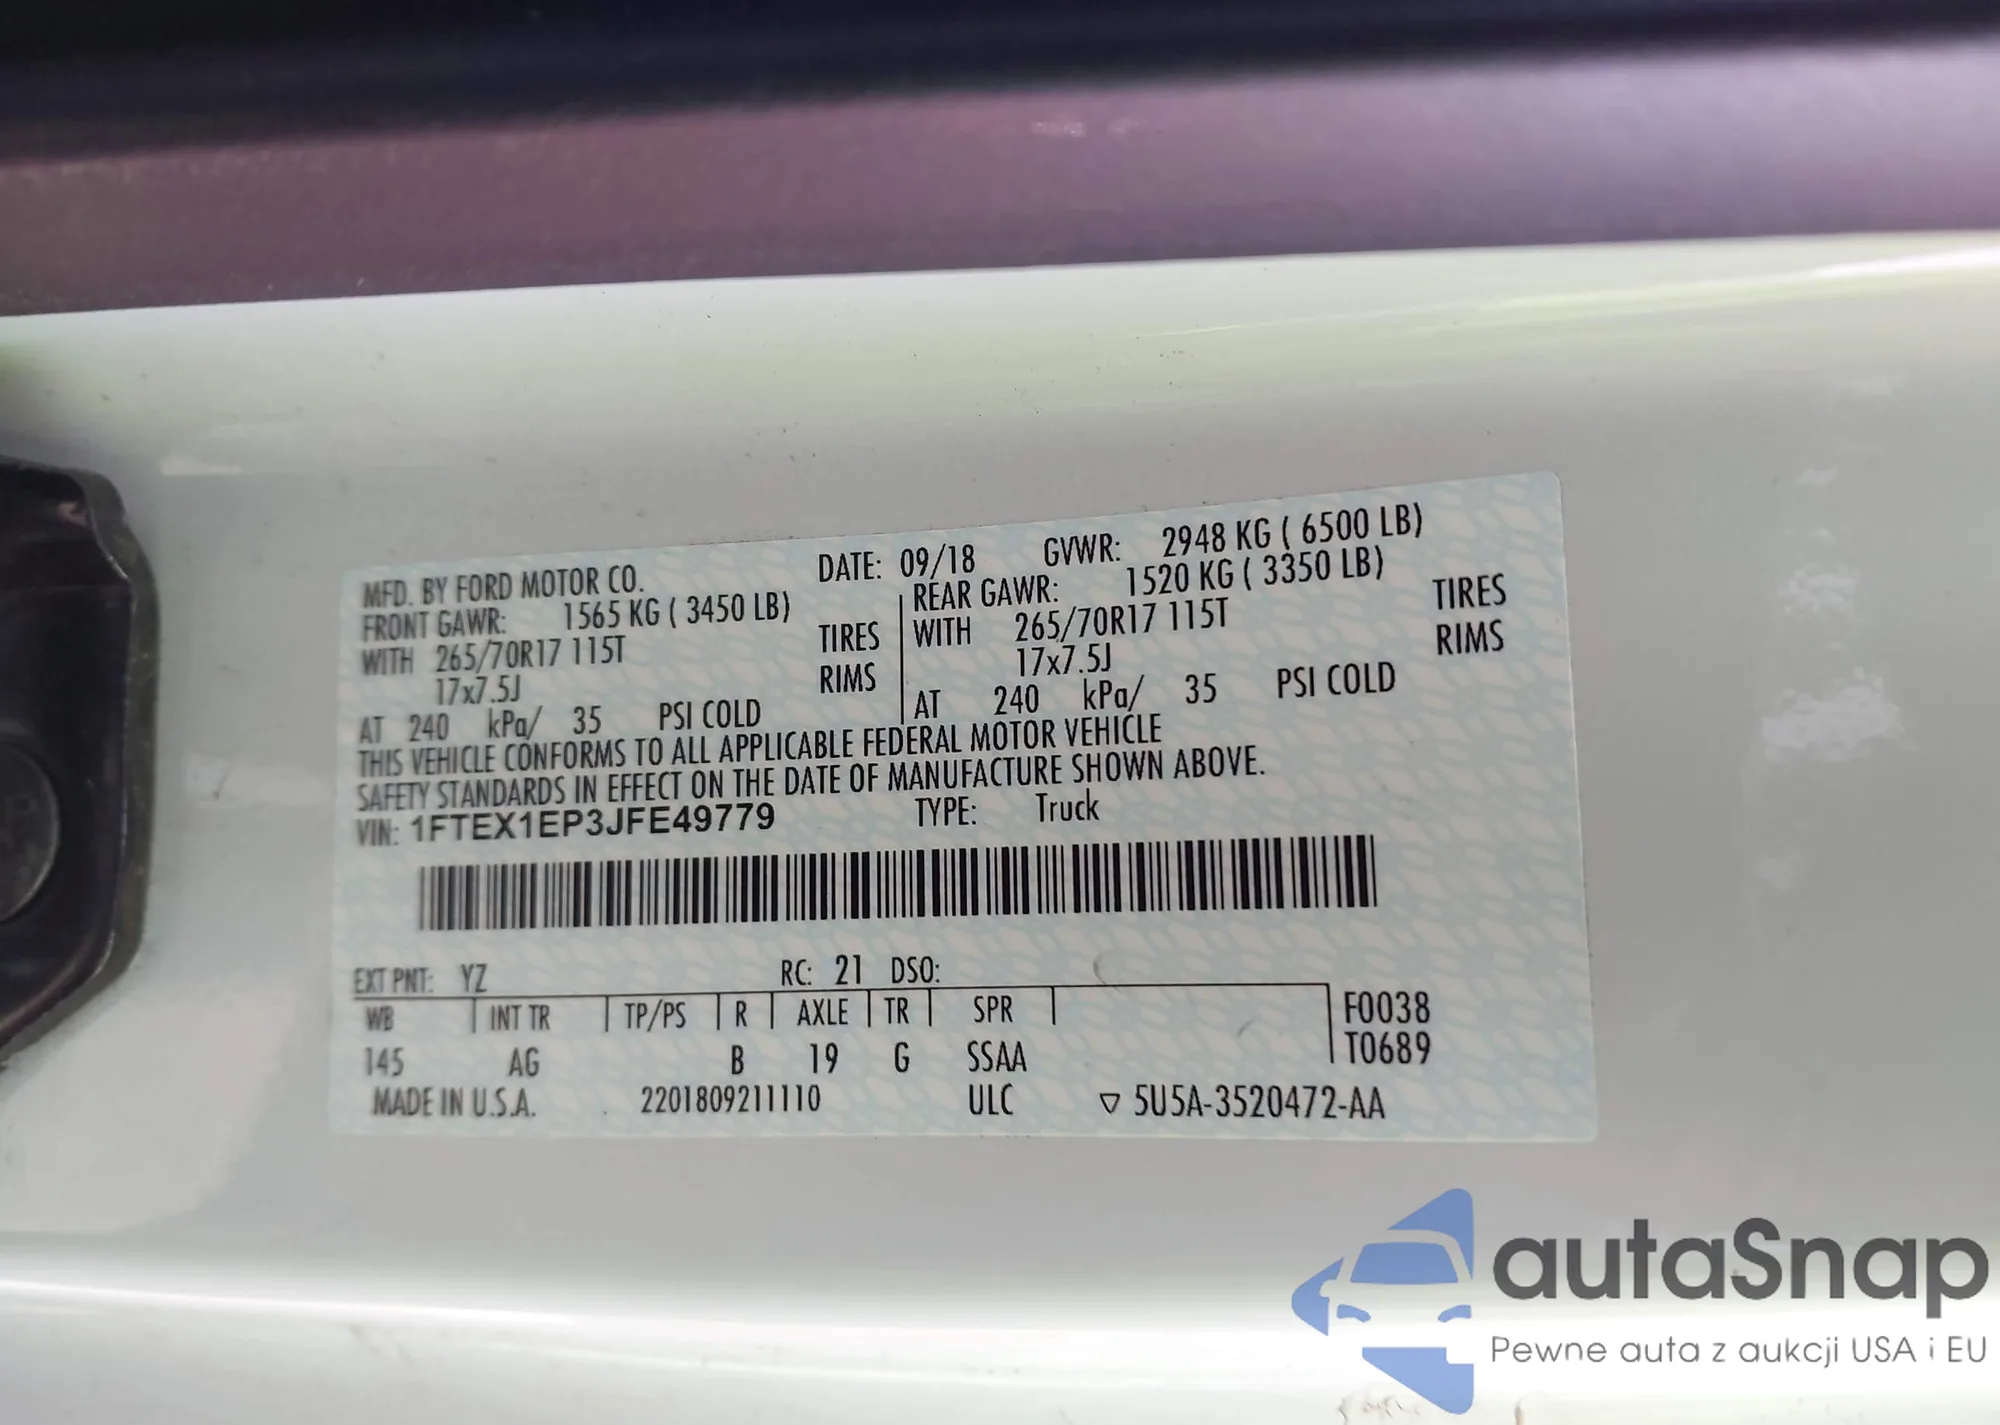 MFD. BY FORD MOTOR CO. DATE: 09/18 GVWR: 2948 KG ( 6500 LB)
FRONT GAWR: 1565 KG ( 3450 LB) REAR GAWR: 1520 KG ( 3350 LB)
WITH 265/70R17 115T TIRES WITH 265/70R17 115T TIRES
17x7.5J RIMS 17x7.5J RIMS
AT 240 kPa/ 35 PSI COLD AT 240 kPa/ 35 PSI COLD
THIS VEHICLE CONFORMS TO ALL APPLICABLE FEDERAL MOTOR VEHICLE
SAFETY STANDARDS IN EFFECT ON THE DATE OF MANUFACTURE SHOWN ABOVE.
VIN: 1FTEX1EP3JFE49779 TYPE: Truck
EXT PNT: YZ RC: 21 DSO:
WB INT TR TP/PS R AXLE TR SPR F0038
145 AG B 19 G SSAA T0689
MADE IN U.S.A. 2201809211110 ULC ▽ 5U5A-3520472-AA
autaSnap
Pewne auta z aukcji USA i EU